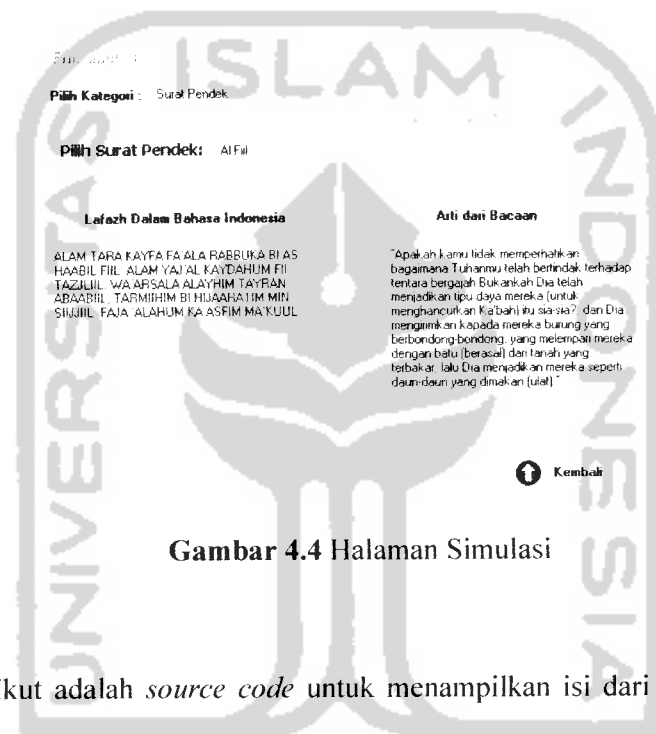 ISLAM
UNIVERSITAS
INDONESIA
Pilih Kategori : Surat Pendek
Pilih Surat Pendek: Al Fiil
Lafazh Dalam Bahasa Indonesia
ALAM TARA KAYFA FA'ALA RABBUKA BI AS
HAABIL FIIL. ALAM YAJ'AL KAYDAHUM FII
TAZLIIL. WA ARSALA ALAYHIM TAYRAN
ABAABIIL, TARMIIHIM BI HIJAARATIM MIN
SIJJIIL. FAJA'ALAHUM KA ASFIM MA'KUUL
Arti dari Bacaan
"Apakah kamu tidak memperhatikan
bagaimana Tuhanmu telah bertindak terhadap
tentara bergajah Bukankah Dia telah
menjadikan tipu daya mereka (untuk
menghancurkan Ka'bah) itu sia-sia?, dan Dia
mengirimkan kapada mereka burung yang
berbondong-bondong, yang melempari mereka
dengan batu (berasal) dari tanah yang
terbakar, lalu Dia menjadikan mereka seperti
daun-daun yang dimakan (ulat)."
Kembali
Gambar 4.4 Halaman Simulasi
ikut adalah source code untuk menampilkan isi dari